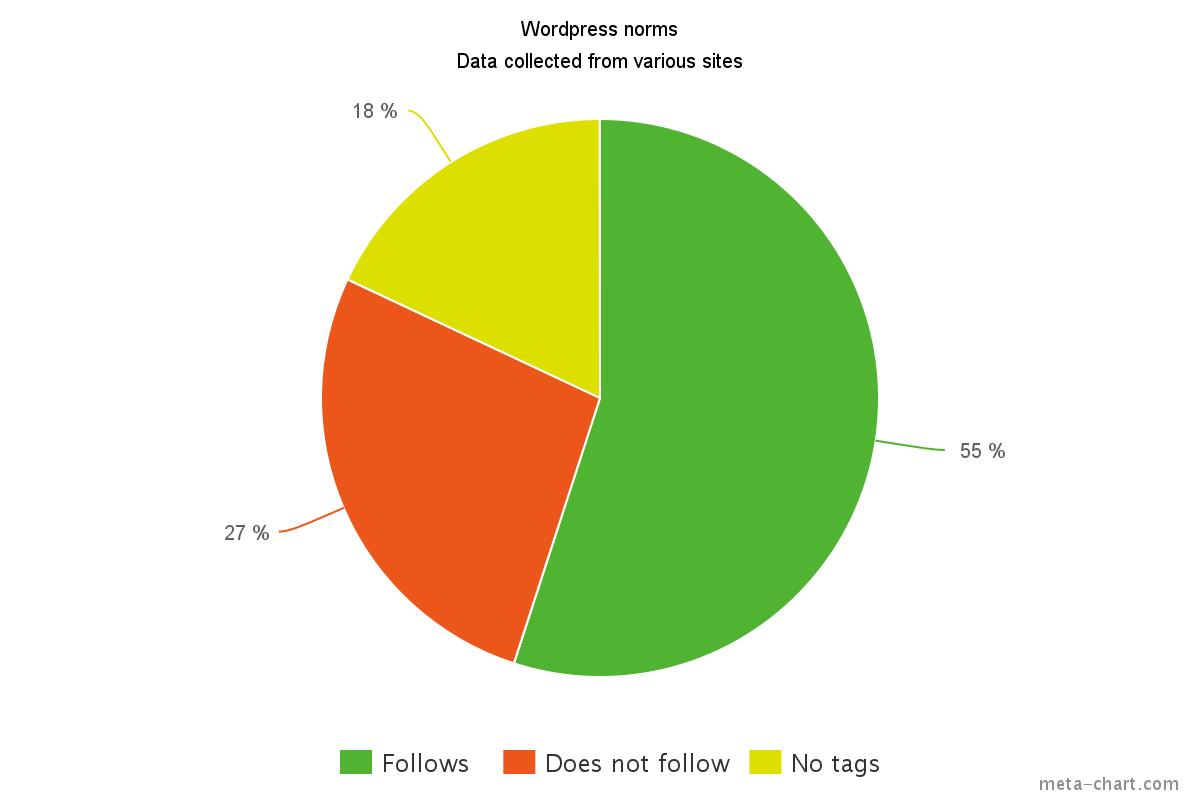 Wordpress norms
Data collected from various sites
18 %
55 %
27 %
Follows Does not follow No tags
meta-chart.com